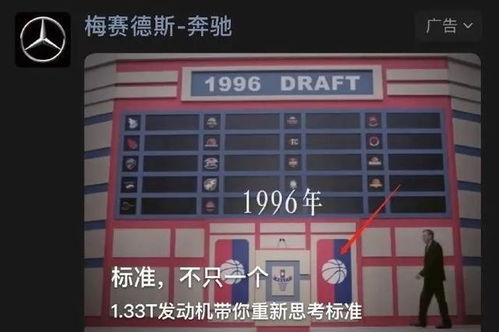 梅赛德斯-奔驰
广告
1996 DRAFT
1996年
标准，不只一个
1.33T发动机带你重新思考标准